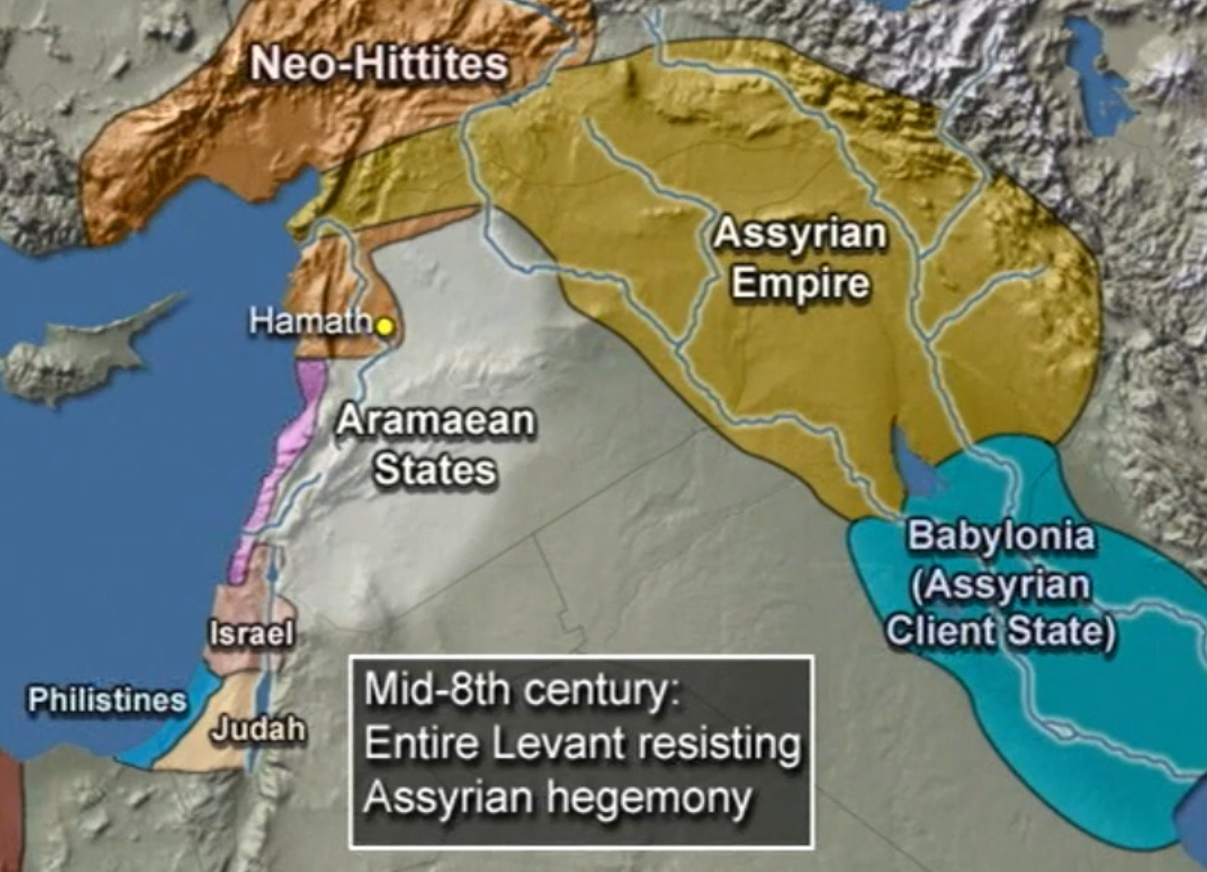 Neo-Hittites
Assyrian
Empire
Hamath
Aramaean
States
Babylonia
(Assyrian
Client State)
Israel
Philistines
Judah
Mid-8th century:
Entire Levant resisting
Assyrian hegemony